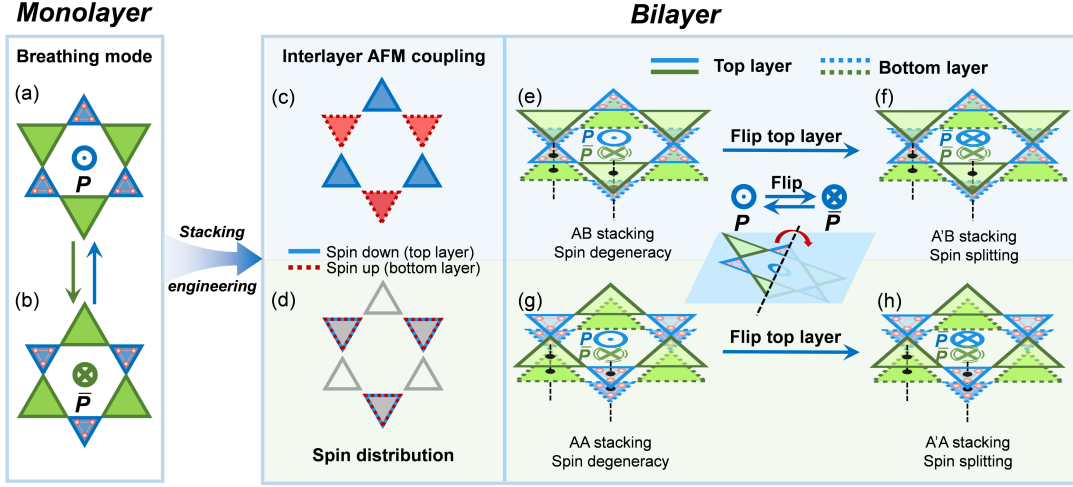 Monolayer
Bilayer
Breathing mode
(a)
P
(b)
P̄
Stacking
engineering
Interlayer AFM coupling
(c)
Spin down (top layer)
Spin up (bottom layer)
(d)
Spin distribution
Top layer
Bottom layer
(e)
P
P̄
AB stacking
Spin degeneracy
Flip top layer
Flip
P
P̄
(f)
P̄
P̄
A'B stacking
Spin splitting
(g)
P
P̄
AA stacking
Spin degeneracy
Flip top layer
(h)
P̄
P̄
A'A stacking
Spin splitting